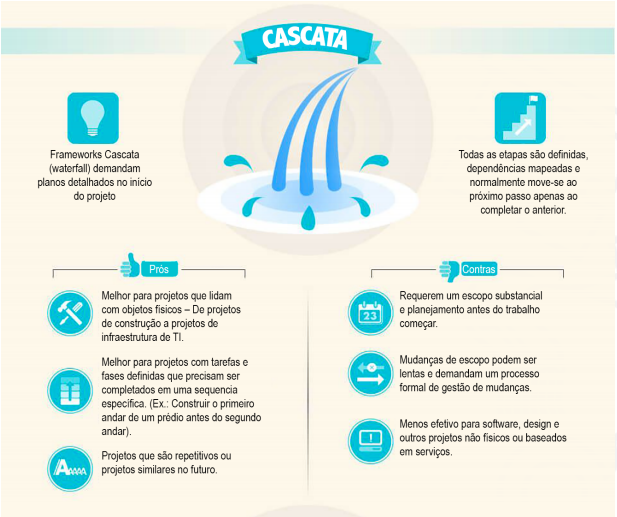 CASCATA
Frameworks Cascata
(waterfall) demandam
planos detalhados no início
do projeto
Todas as etapas são definidas,
dependências mapeadas e
normalmente move-se ao
próximo passo apenas ao
completar o anterior.
Prós
Melhor para projetos que lidam
com objetos físicos – De projetos
de construção a projetos de
infraestrutura de TI.
Melhor para projetos com tarefas e
fases definidas que precisam ser
completados em uma sequencia
específica. (Ex.: Construir o primeiro
andar de um prédio antes do segundo
andar).
AAAAA
Projetos que são repetitivos ou
projetos similares no futuro.
Contras
23
Requerem um escopo substancial
e planejamento antes do trabalho
começar.
Mudanças de escopo podem ser
lentas e demandam um processo
formal de gestão de mudanças.
!
Menos efetivo para software, design e
outros projetos não físicos ou baseados
em serviços.